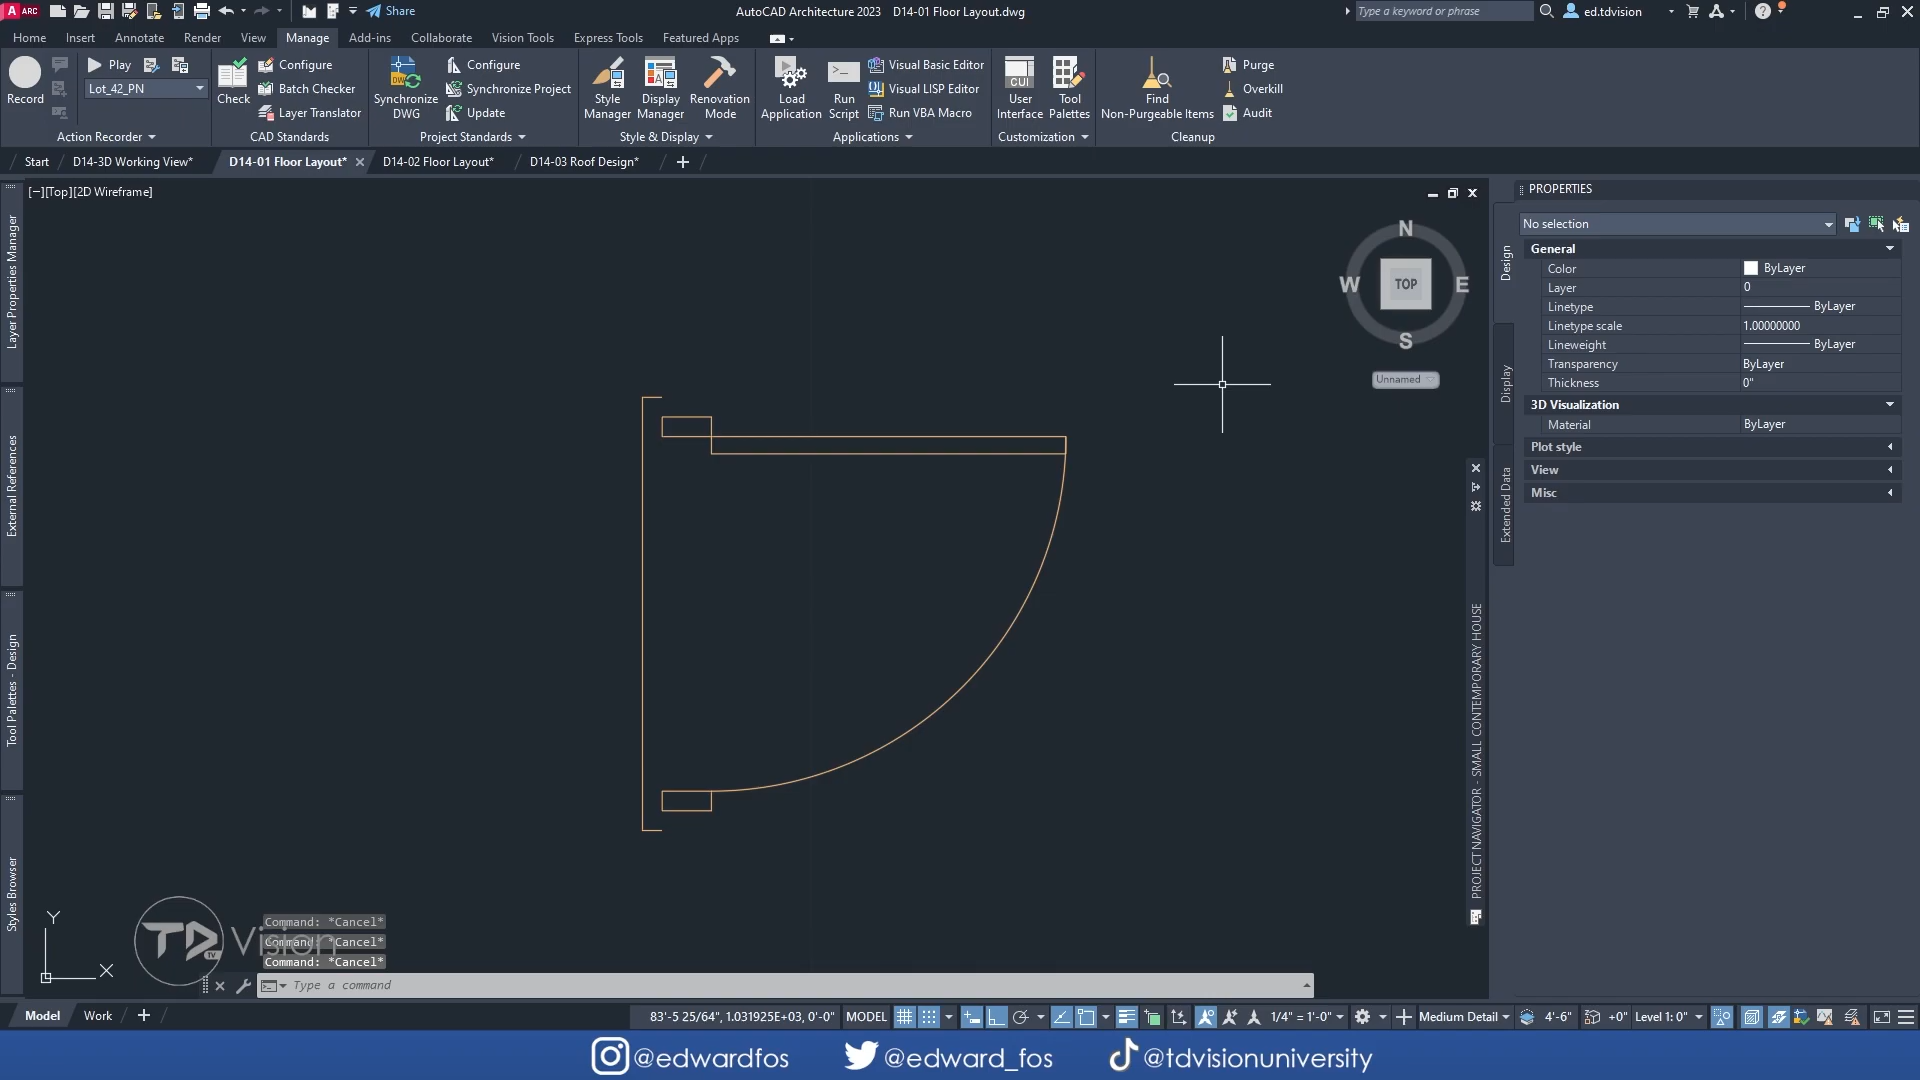 A ARC
Share
AutoCAD Architecture 2023 D14-01 Floor Layout.dwg
Type a keyword or phrase
ed.tdvision
Home Insert Annotate Render View Manage Add-ins Collaborate Vision Tools Express Tools Featured Apps
Record
Play
Lot_42_PN
Action Recorder
Check
Configure
Batch Checker
Layer Translator
CAD Standards
Synchronize
DWG
Configure
Synchronize Project
Update
Project Standards
Style
Manager
Display
Manager
Renovation
Mode
Style & Display
Load
Application
Run
Script
Visual Basic Editor
Visual LISP Editor
Run VBA Macro
Applications
CUI
User
Interface
Tool
Palettes
Customization
Find
Non-Purgeable Items
Purge
Overkill
Audit
Cleanup
Start D14-3D Working View* D14-01 Floor Layout* D14-02 Floor Layout* D14-03 Roof Design*
[−][Top][2D Wireframe]
Layer Properties Manager
External References
Tool Palettes - Design
Styles Browser
N
W TOP E
S
Unnamed
PROJECT NAVIGATOR - SMALL CONTEMPORARY HOUSE
PROPERTIES
No selection
Design
Display
Extended Data
General
Color ByLayer
Layer 0
Linetype ByLayer
Linetype scale 1.00000000
Lineweight ByLayer
Transparency ByLayer
Thickness 0"
3D Visualization
Material ByLayer
Plot style
View
Misc
Y
X
TD TV Vision
Command: *Cancel*
Command: *Cancel*
Command: *Cancel*
Type a command
Model Work
83'-5 25/64", 1.031925E+03, 0'-0" MODEL 1/4" = 1'-0" Medium Detail 4'-6" +0" Level 1: 0"
@edwardfos @edward_fos @tdvisionuniversity